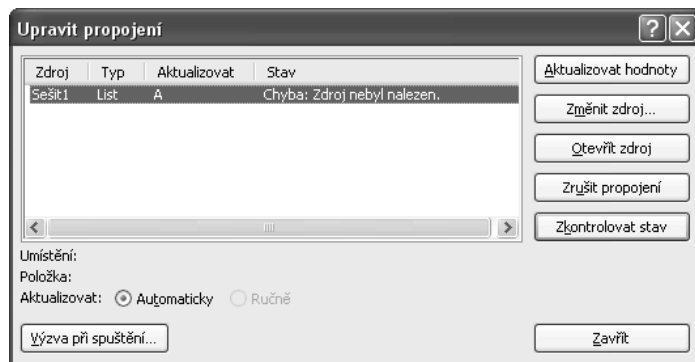 Upravit propojení
Zdroj Typ Aktualizovat Stav
Sešit1 List A Chyba: Zdroj nebyl nalezen.
Aktualizovat hodnoty
Změnit zdroj...
Otevřít zdroj
Zrušit propojení
Zkontrolovat stav
Umístění:
Položka:
Aktualizovat: Automaticky Ručně
Výzva při spuštění...
Zavřít